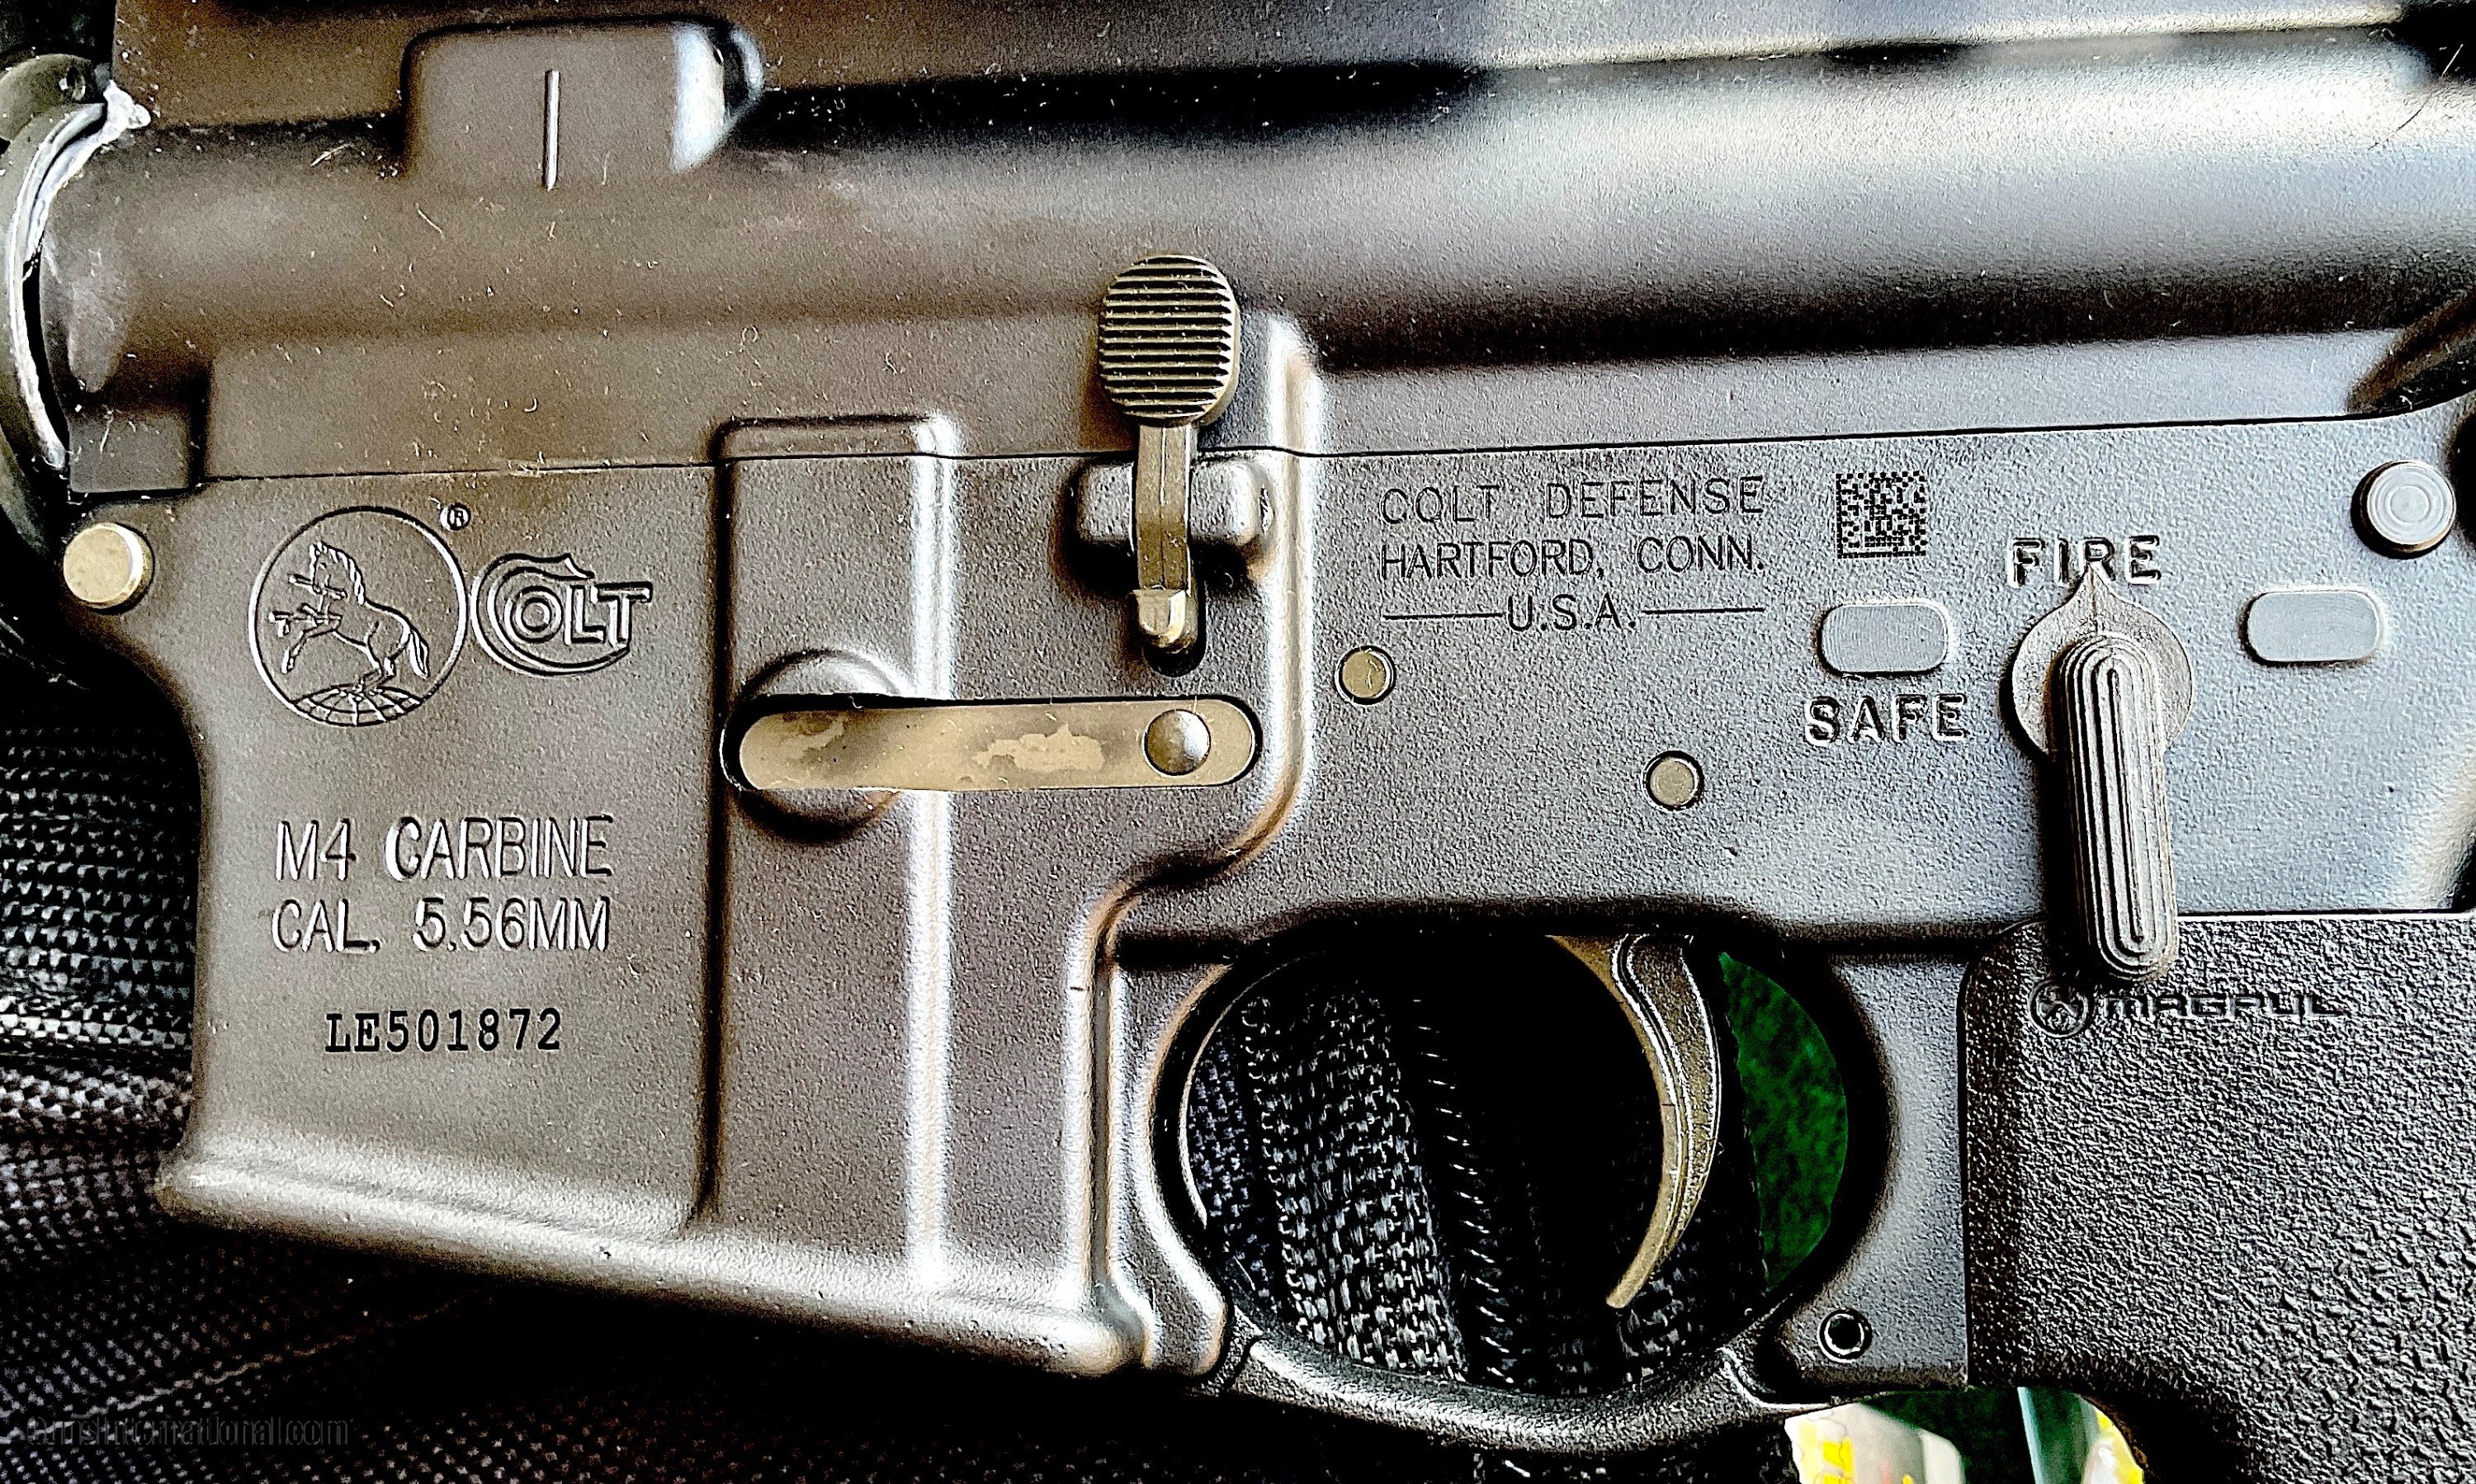 ®
COLT
M4 CARBINE
CAL. 5.56MM
LE501872
COLT DEFENSE
HARTFORD, CONN.
U.S.A.
FIRE
SAFE
MAGPUL